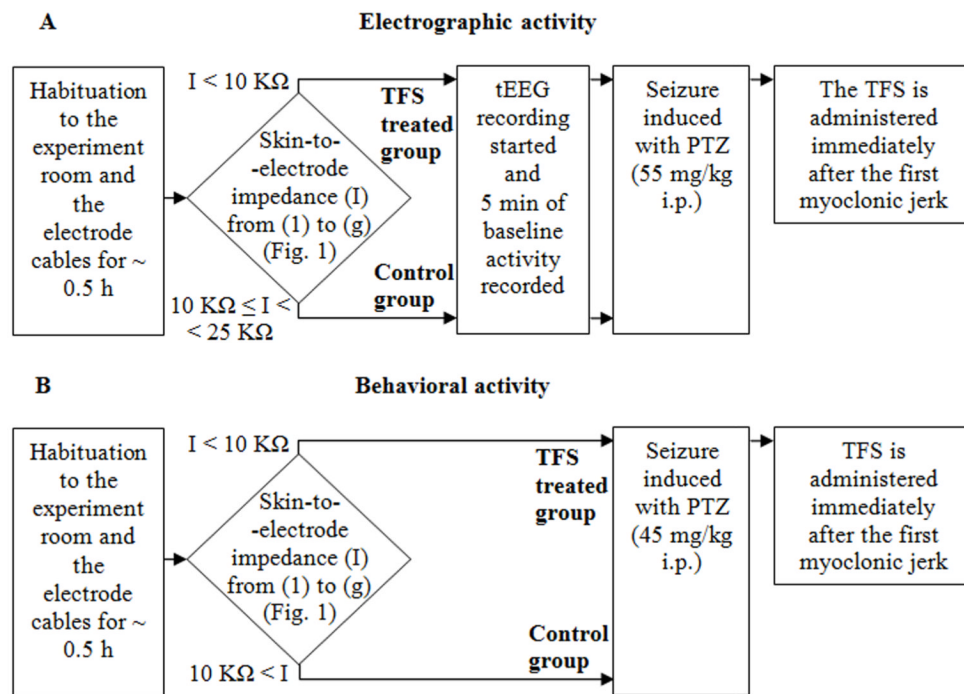 A
Electrographic activity
Habituation
to the
experiment
room and
the
electrode
cables for ~
0.5 h
I < 10 KΩ
Skin-to-
-electrode
impedance (I)
from (1) to (g)
(Fig. 1)
10 KΩ ≤ I <
< 25 KΩ
TFS
treated
group
Control
group
tEEG
recording
started
and
5 min of
baseline
activity
recorded
Seizure
induced
with PTZ
(55 mg/kg
i.p.)
The TFS is
administered
immediately
after the first
myoclonic jerk
B
Behavioral activity
Habituation
to the
experiment
room and
the
electrode
cables for ~
0.5 h
I < 10 KΩ
Skin-to-
-electrode
impedance (I)
from (1) to (g)
(Fig. 1)
10 KΩ < I
TFS
treated
group
Control
group
Seizure
induced
with PTZ
(45 mg/kg
i.p.)
TFS is
administered
immediately
after the first
myoclonic jerk